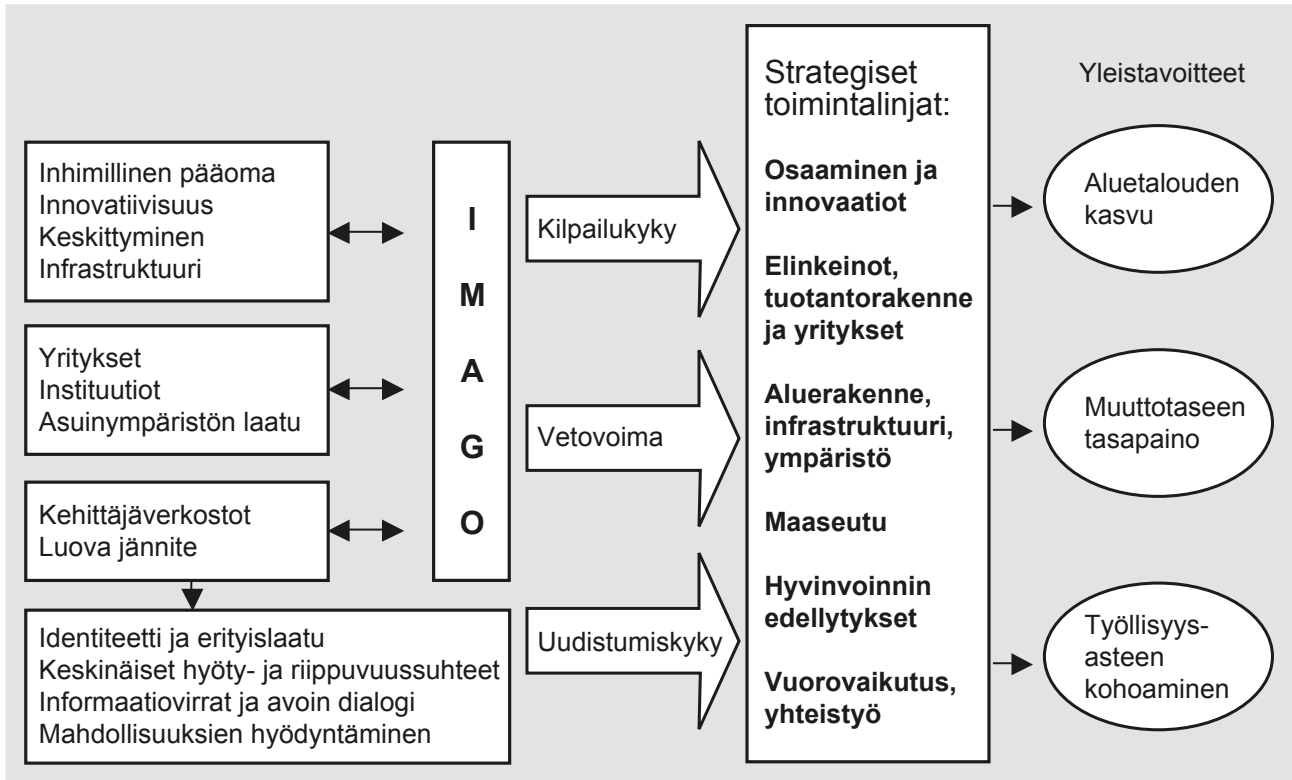 Inhimillinen pääoma
Innovatiivisuus
Keskittyminen
Infrastruktuuri
Yritykset
Instituutiot
Asuinympäristön laatu
Kehittäjäverkostot
Luova jännite
Identiteetti ja erityislaatu
Keskinäiset hyöty- ja riippuvuussuhteet
Informaatiovirrat ja avoin dialogi
Mahdollisuuksien hyödyntäminen
I
M
A
G
O
Kilpailukyky
Vetovoima
Uudistumiskyky
Strategiset
toimintalinjat:
Osaaminen ja
innovaatiot
Elinkeinot,
tuotantorakenne
ja yritykset
Aluerakenne,
infrastruktuuri,
ympäristö
Maaseutu
Hyvinvoinnin
edellytykset
Vuorovaikutus,
yhteistyö
Yleistavoitteet
Aluetalouden
kasvu
Muuttotaseen
tasapaino
Työllisyys-
asteen
kohoaminen